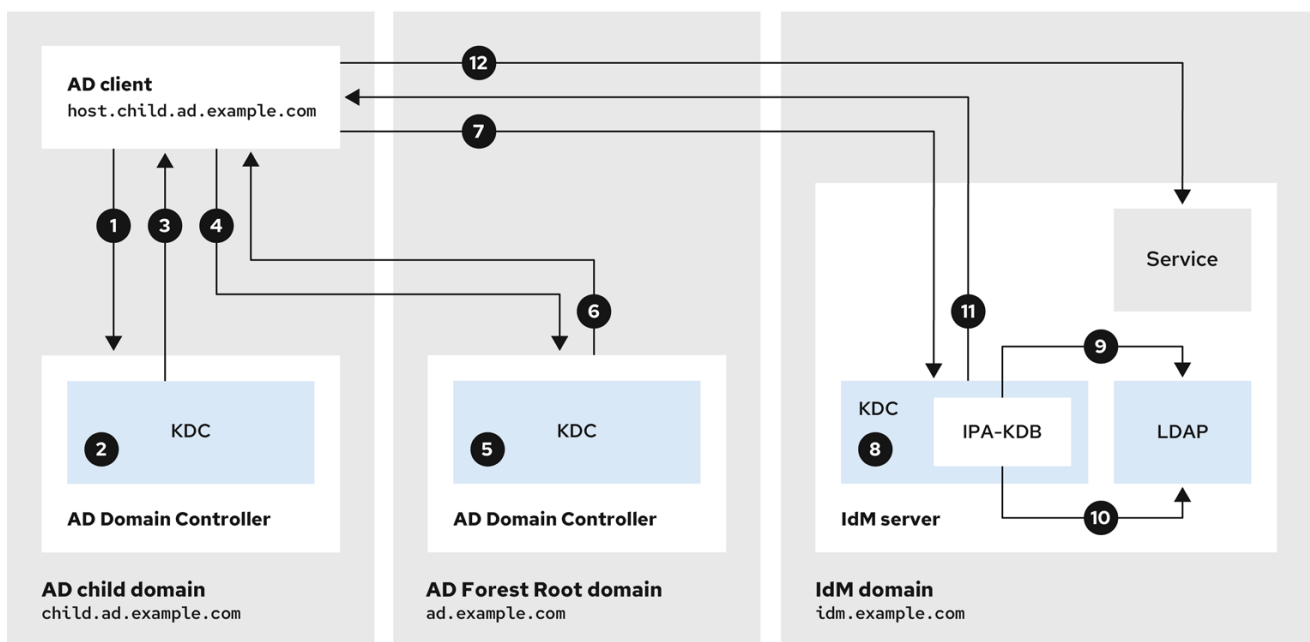 12
AD client
host.child.ad.example.com
7
1
3
4
6
11
Service
9
KDC
2
AD Domain Controller
KDC
5
AD Domain Controller
KDC
8
IPA-KDB
LDAP
10
IdM server
AD child domain
child.ad.example.com
AD Forest Root domain
ad.example.com
IdM domain
idm.example.com